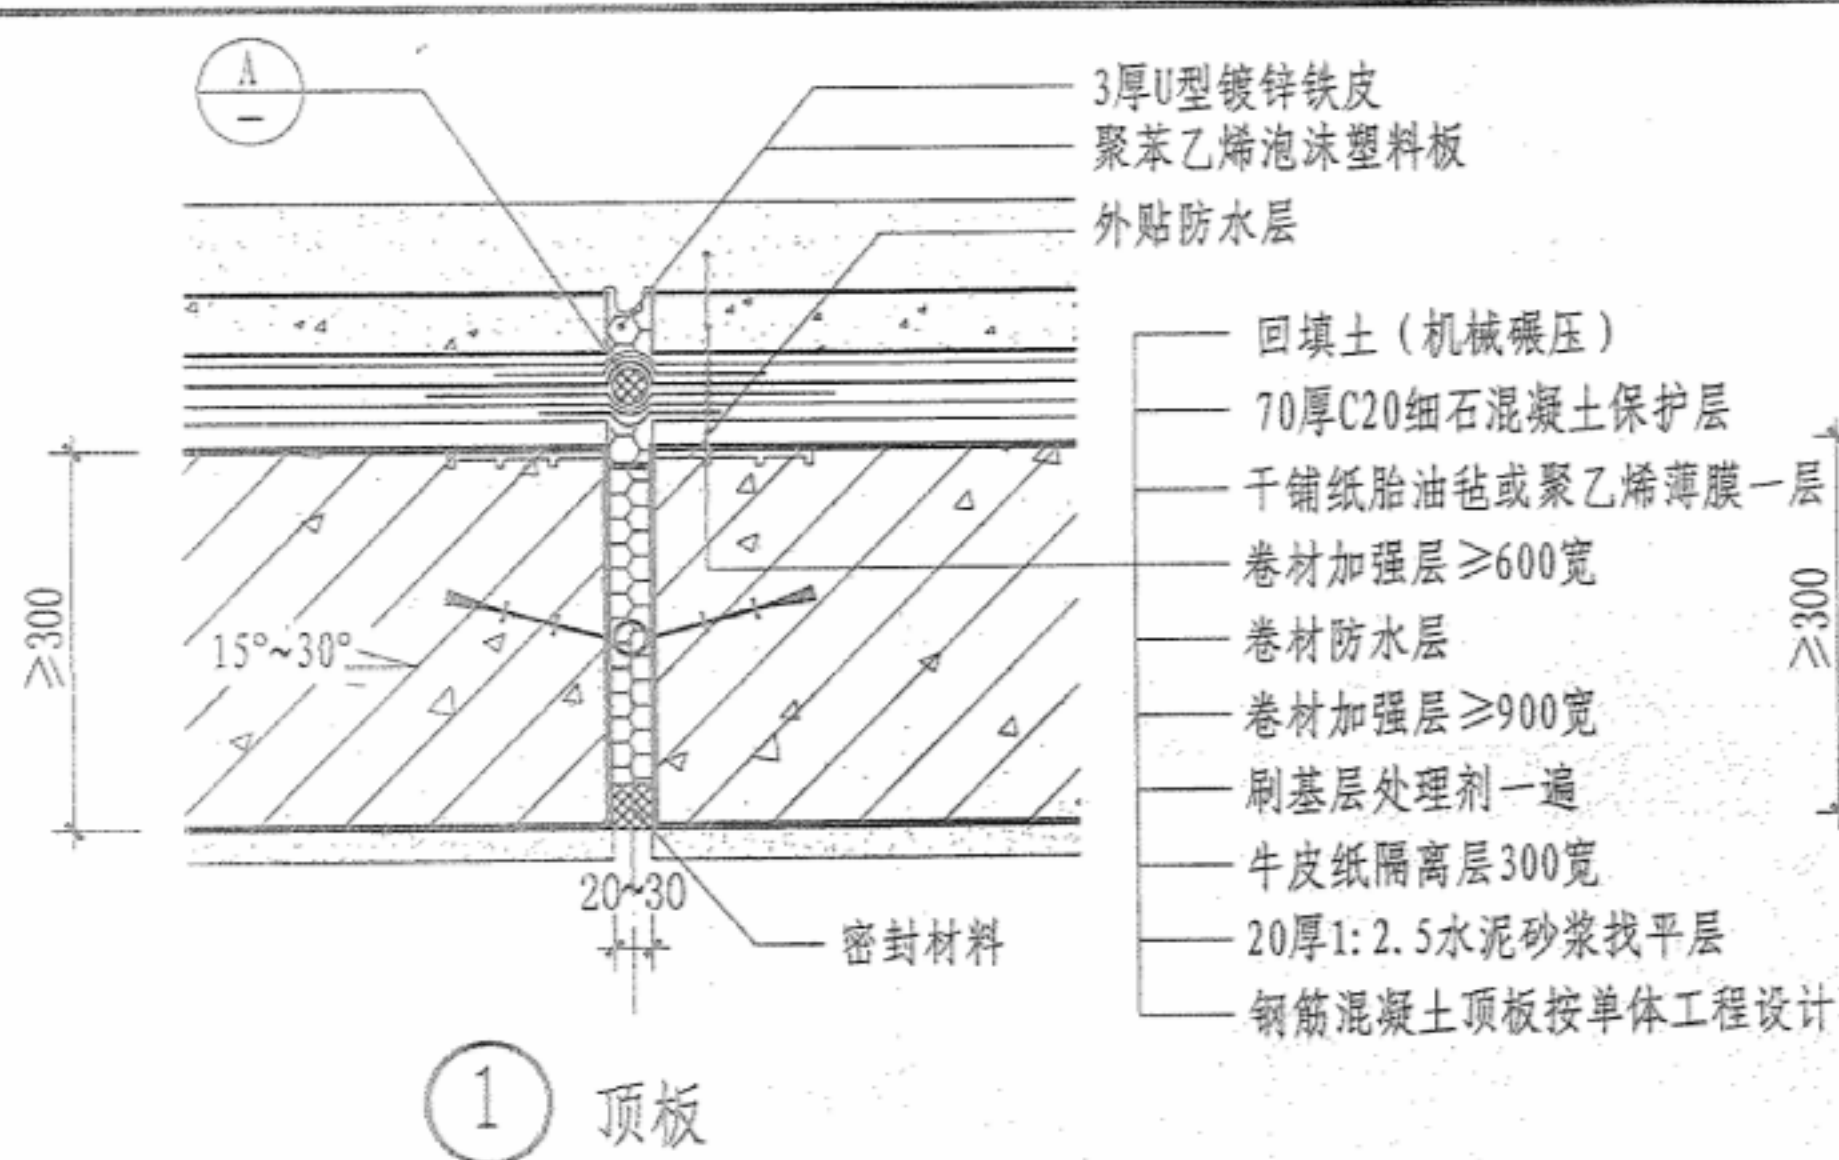 A
—
3厚U型镀锌铁皮
聚苯乙烯泡沫塑料板
外贴防水层
回填土（机械碾压）
70厚C20细石混凝土保护层
干铺纸胎油毡或聚乙烯薄膜一层
卷材加强层≥600宽
卷材防水层
卷材加强层≥900宽
刷基层处理剂一遍
牛皮纸隔离层300宽
20厚1:2.5水泥砂浆找平层
钢筋混凝土顶板按单体工程设计
≥300
15°~30°
≥300
20~30
密封材料
1 顶板